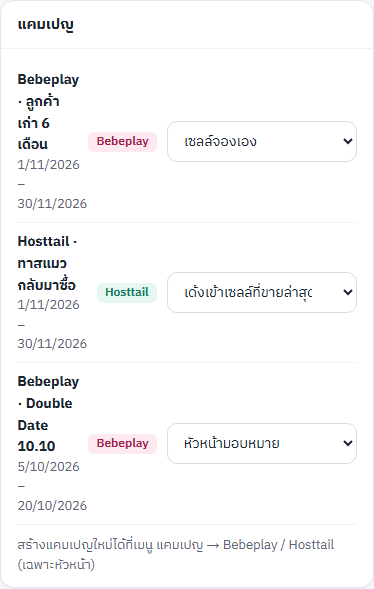 แคมเปญ
Bebeplay
· ลูกค้า
เก่า 6
เดือน
1/11/2026
–
30/11/2026
Bebeplay
เซลล์จองเอง
Hosttail ·
ทาสแมว
กลับมาซื้อ
1/11/2026
–
30/11/2026
Hosttail
เด้งเข้าเซลล์ที่ขายล่าสุด
Bebeplay
· Double
Date
10.10
5/10/2026
–
20/10/2026
Bebeplay
หัวหน้ามอบหมาย
สร้างแคมเปญใหม่ได้ที่เมนู แคมเปญ → Bebeplay / Hosttail
(เฉพาะหัวหน้า)